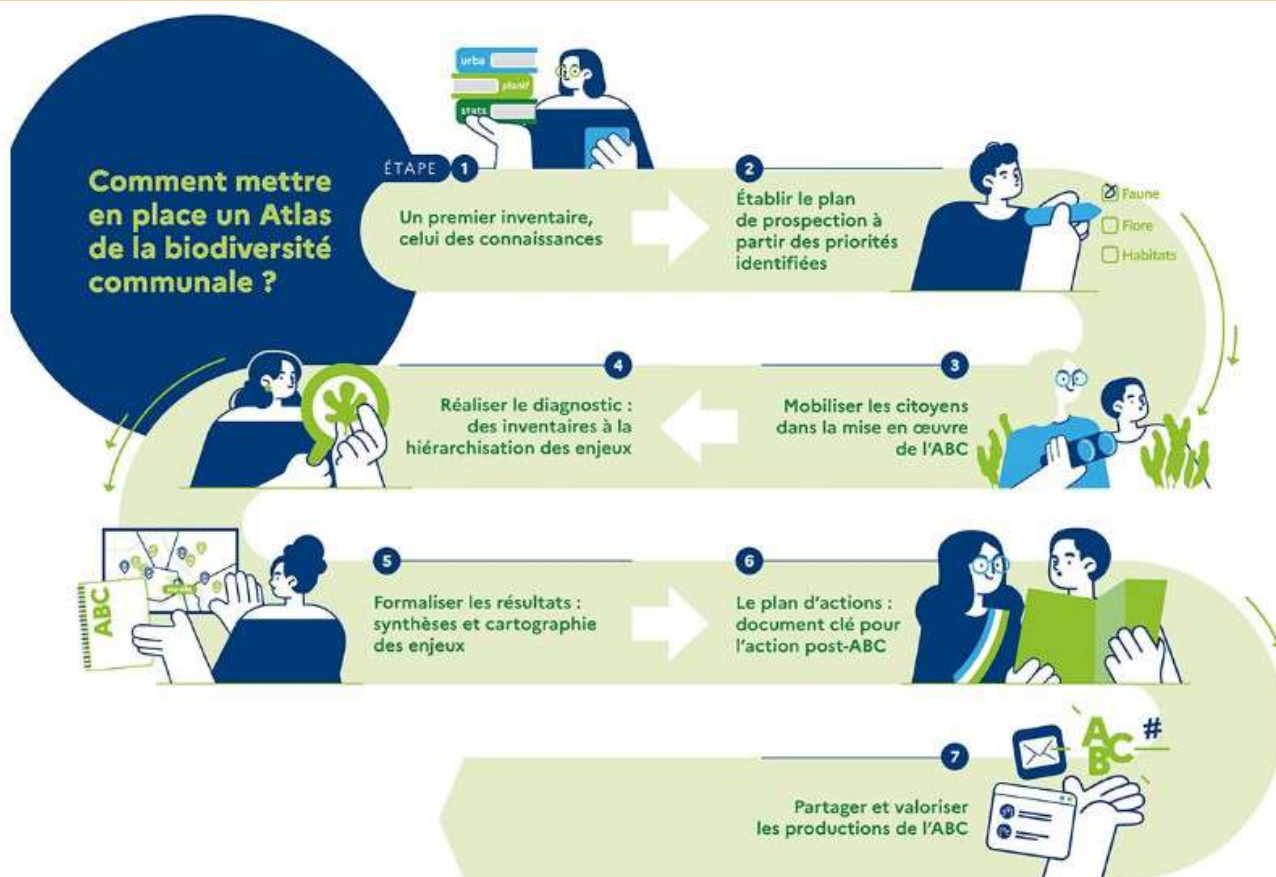 Comment mettre
en place un Atlas
de la biodiversité
communale ?
urba
planif
stats
ÉTAPE 1
Un premier inventaire,
celui des connaissances
2
Établir le plan
de prospection à
partir des priorités
identifiées
Faune
Flore
Habitats
3
Mobiliser les citoyens
dans la mise en œuvre
de l'ABC
4
Réaliser le diagnostic :
des inventaires à la
hiérarchisation des enjeux
ABC
5
Formaliser les résultats :
synthèses et cartographie
des enjeux
6
Le plan d'actions :
document clé pour
l'action post-ABC
7
ABC #
Partager et valoriser
les productions de l'ABC